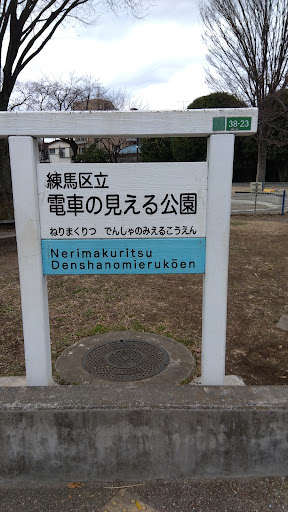 38-23
練馬区立
電車の見える公園
ねりまくりつ でんしゃのみえるこうえん
Nerimakuritsu
Denshanomierukōen